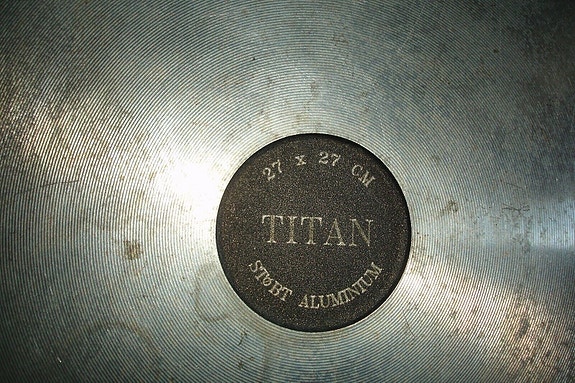 27 x 27 CM
TITAN
STøBT ALUMINIUM